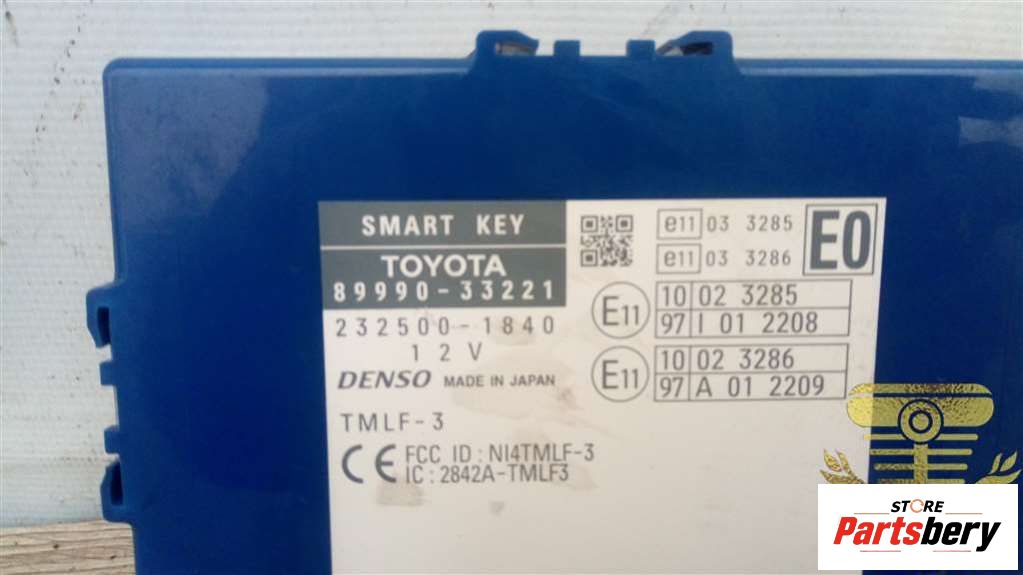 SMART KEY
TOYOTA
89990-33221
232500-1840
12V
DENSO MADE IN JAPAN
TMLF-3
CE FCC ID : NI4TMLF-3
IC : 2842A-TMLF3
e11 03 3285
e11 03 3286
E0
E11 10 02 3285
97 I 01 2208
E11 10 02 3286
97 A 01 2209
STORE
Partsbery